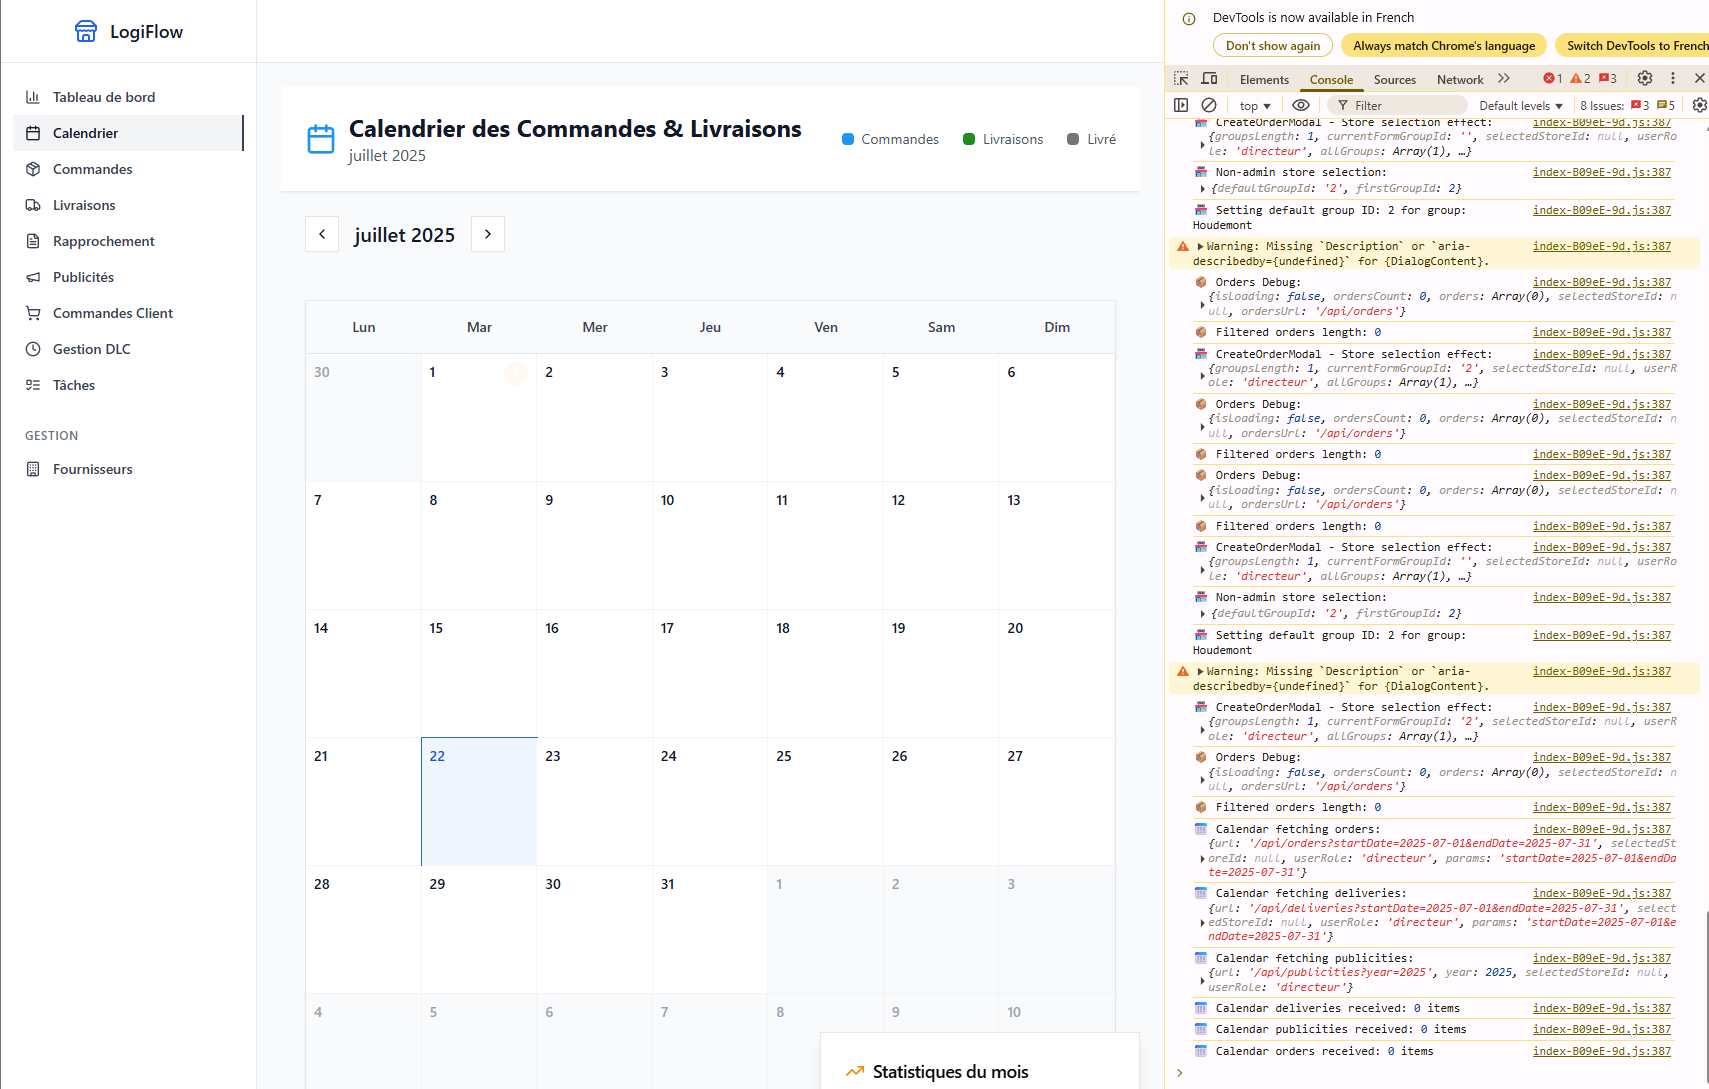 LogiFlow
Tableau de bord
Calendrier
Commandes
Livraisons
Rapprochement
Publicités
Commandes Client
Gestion DLC
Tâches
GESTION
Fournisseurs
Calendrier des Commandes & Livraisons
juillet 2025
Commandes
Livraisons
Livré
juillet 2025
Lun Mar Mer Jeu Ven Sam Dim
30 1 2 3 4 5 6
7 8 9 10 11 12 13
14 15 16 17 18 19 20
21 22 23 24 25 26 27
28 29 30 31 1 2 3
4 5 6 7 8 9 10
Statistiques du mois
DevTools is now available in French
Don't show again
Always match Chrome's language
Switch DevTools to French
Elements Console Sources Network 1 2 3
top Filter Default levels 8 Issues: 3 5
CreateOrderModal - Store selection effect: index-B09eE-9d.js:387
{groupsLength: 1, currentFormGroupId: '', selectedStoreId: null, userRo
le: 'directeur', allGroups: Array(1), …}
Non-admin store selection: index-B09eE-9d.js:387
{defaultGroupId: '2', firstGroupId: 2}
Setting default group ID: 2 for group: index-B09eE-9d.js:387
Houdemont
Warning: Missing `Description` or `aria- index-B09eE-9d.js:387
describedby={undefined}` for {DialogContent}.
Orders Debug: index-B09eE-9d.js:387
{isLoading: false, ordersCount: 0, orders: Array(0), selectedStoreId: n
ull, ordersUrl: '/api/orders'}
Filtered orders length: 0 index-B09eE-9d.js:387
CreateOrderModal - Store selection effect: index-B09eE-9d.js:387
{groupsLength: 1, currentFormGroupId: '2', selectedStoreId: null, userR
ole: 'directeur', allGroups: Array(1), …}
Orders Debug: index-B09eE-9d.js:387
{isLoading: false, ordersCount: 0, orders: Array(0), selectedStoreId: n
ull, ordersUrl: '/api/orders'}
Filtered orders length: 0 index-B09eE-9d.js:387
Orders Debug: index-B09eE-9d.js:387
{isLoading: false, ordersCount: 0, orders: Array(0), selectedStoreId: n
ull, ordersUrl: '/api/orders'}
Filtered orders length: 0 index-B09eE-9d.js:387
CreateOrderModal - Store selection effect: index-B09eE-9d.js:387
{groupsLength: 1, currentFormGroupId: '', selectedStoreId: null, userRo
le: 'directeur', allGroups: Array(1), …}
Non-admin store selection: index-B09eE-9d.js:387
{defaultGroupId: '2', firstGroupId: 2}
Setting default group ID: 2 for group: index-B09eE-9d.js:387
Houdemont
Warning: Missing `Description` or `aria- index-B09eE-9d.js:387
describedby={undefined}` for {DialogContent}.
CreateOrderModal - Store selection effect: index-B09eE-9d.js:387
{groupsLength: 1, currentFormGroupId: '2', selectedStoreId: null, userR
ole: 'directeur', allGroups: Array(1), …}
Orders Debug: index-B09eE-9d.js:387
{isLoading: false, ordersCount: 0, orders: Array(0), selectedStoreId: n
ull, ordersUrl: '/api/orders'}
Filtered orders length: 0 index-B09eE-9d.js:387
Calendar fetching orders: index-B09eE-9d.js:387
{url: '/api/orders?startDate=2025-07-01&endDate=2025-07-31', selectedSt
oreId: null, userRole: 'directeur', params: 'startDate=2025-07-01&endDa
te=2025-07-31'}
Calendar fetching deliveries: index-B09eE-9d.js:387
{url: '/api/deliveries?startDate=2025-07-01&endDate=2025-07-31', select
edStoreId: null, userRole: 'directeur', params: 'startDate=2025-07-01&e
ndDate=2025-07-31'}
Calendar fetching publicities: index-B09eE-9d.js:387
{url: '/api/publicities?year=2025', year: 2025, selectedStoreId: null,
userRole: 'directeur'}
Calendar deliveries received: 0 items index-B09eE-9d.js:387
Calendar publicities received: 0 items index-B09eE-9d.js:387
Calendar orders received: 0 items index-B09eE-9d.js:387